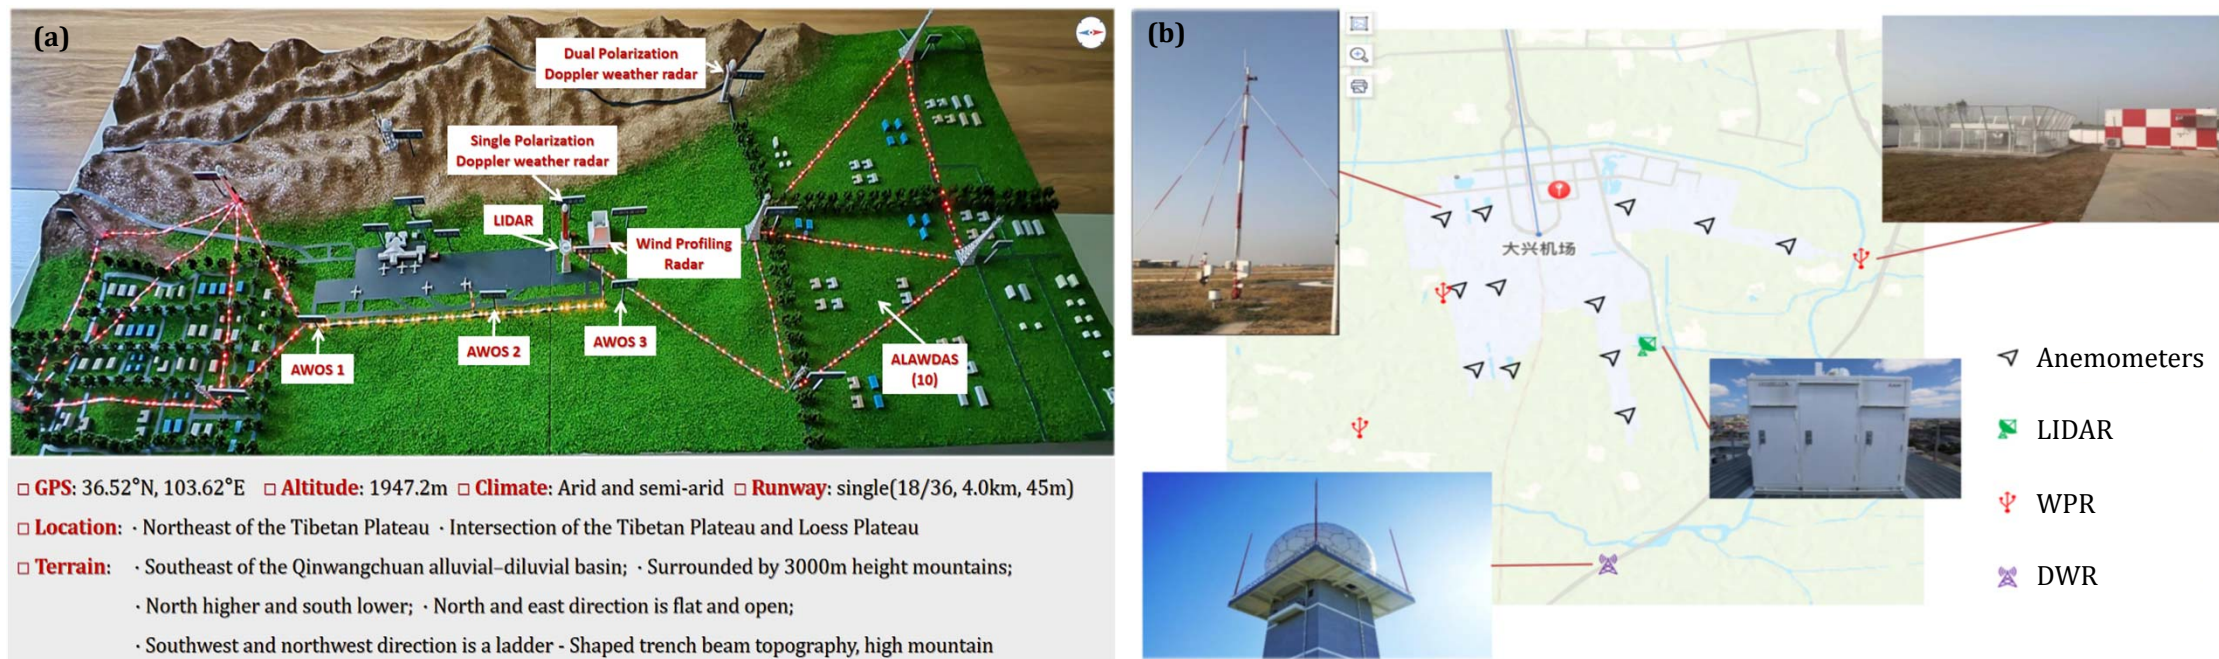 (a)
Dual Polarization
Doppler weather radar
Single Polarization
Doppler weather radar
LIDAR
Wind Profiling
Radar
AWOS 1
AWOS 2
AWOS 3
ALAWDAS
(10)
□ GPS: 36.52°N, 103.62°E □ Altitude: 1947.2m □ Climate: Arid and semi-arid □ Runway: single(18/36, 4.0km, 45m)
□ Location: · Northeast of the Tibetan Plateau · Intersection of the Tibetan Plateau and Loess Plateau
□ Terrain: · Southeast of the Qinwangchuan alluvial–diluvial basin; · Surrounded by 3000m height mountains;
· North higher and south lower; · North and east direction is flat and open;
· Southwest and northwest direction is a ladder - Shaped trench beam topography, high mountain
(b)
大兴机场
Anemometers
LIDAR
WPR
DWR